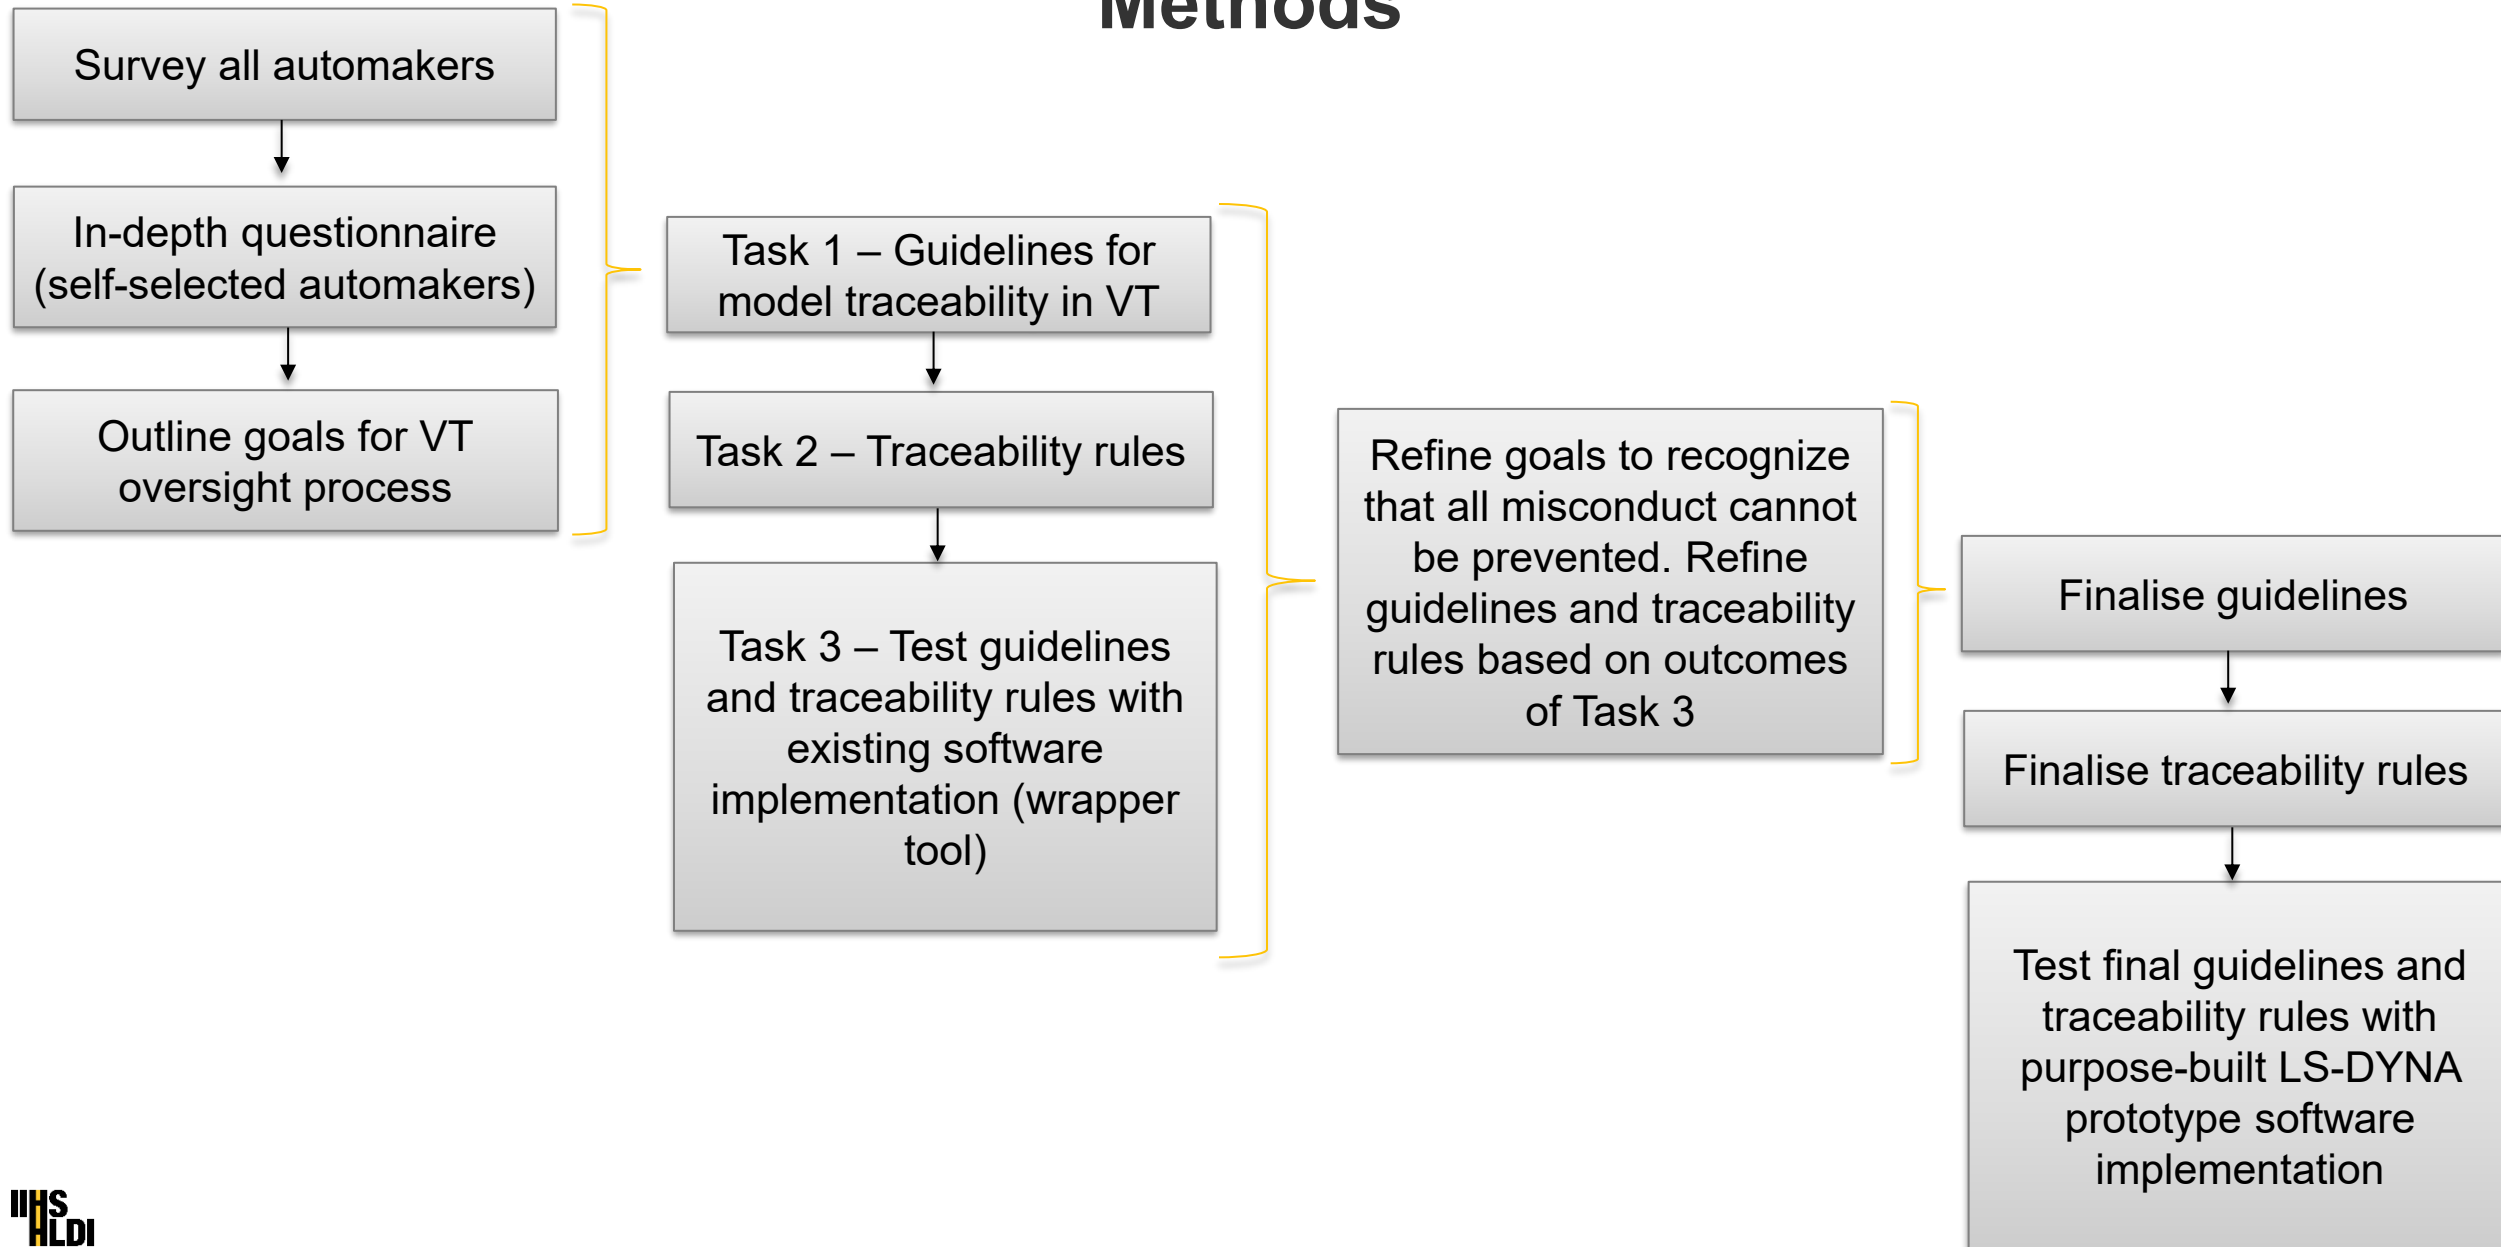 Methods
Survey all automakers
In-depth questionnaire
(self-selected automakers)
Outline goals for VT
oversight process
Task 1 – Guidelines for
model traceability in VT
Task 2 – Traceability rules
Task 3 – Test guidelines
and traceability rules with
existing software
implementation (wrapper
tool)
Refine goals to recognize
that all misconduct cannot
be prevented. Refine
guidelines and traceability
rules based on outcomes
of Task 3
Finalise guidelines
Finalise traceability rules
Test final guidelines and
traceability rules with
purpose-built LS-DYNA
prototype software
implementation
IIHS
HLDI